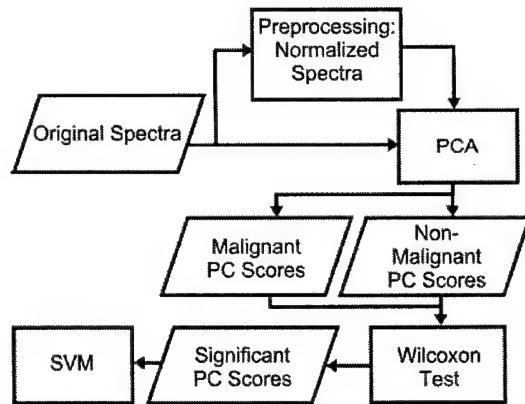 Preprocessing:
Normalized
Spectra
Original Spectra
PCA
Malignant
PC Scores
Non-
Malignant
PC Scores
SVM
Significant
PC Scores
Wilcoxon
Test